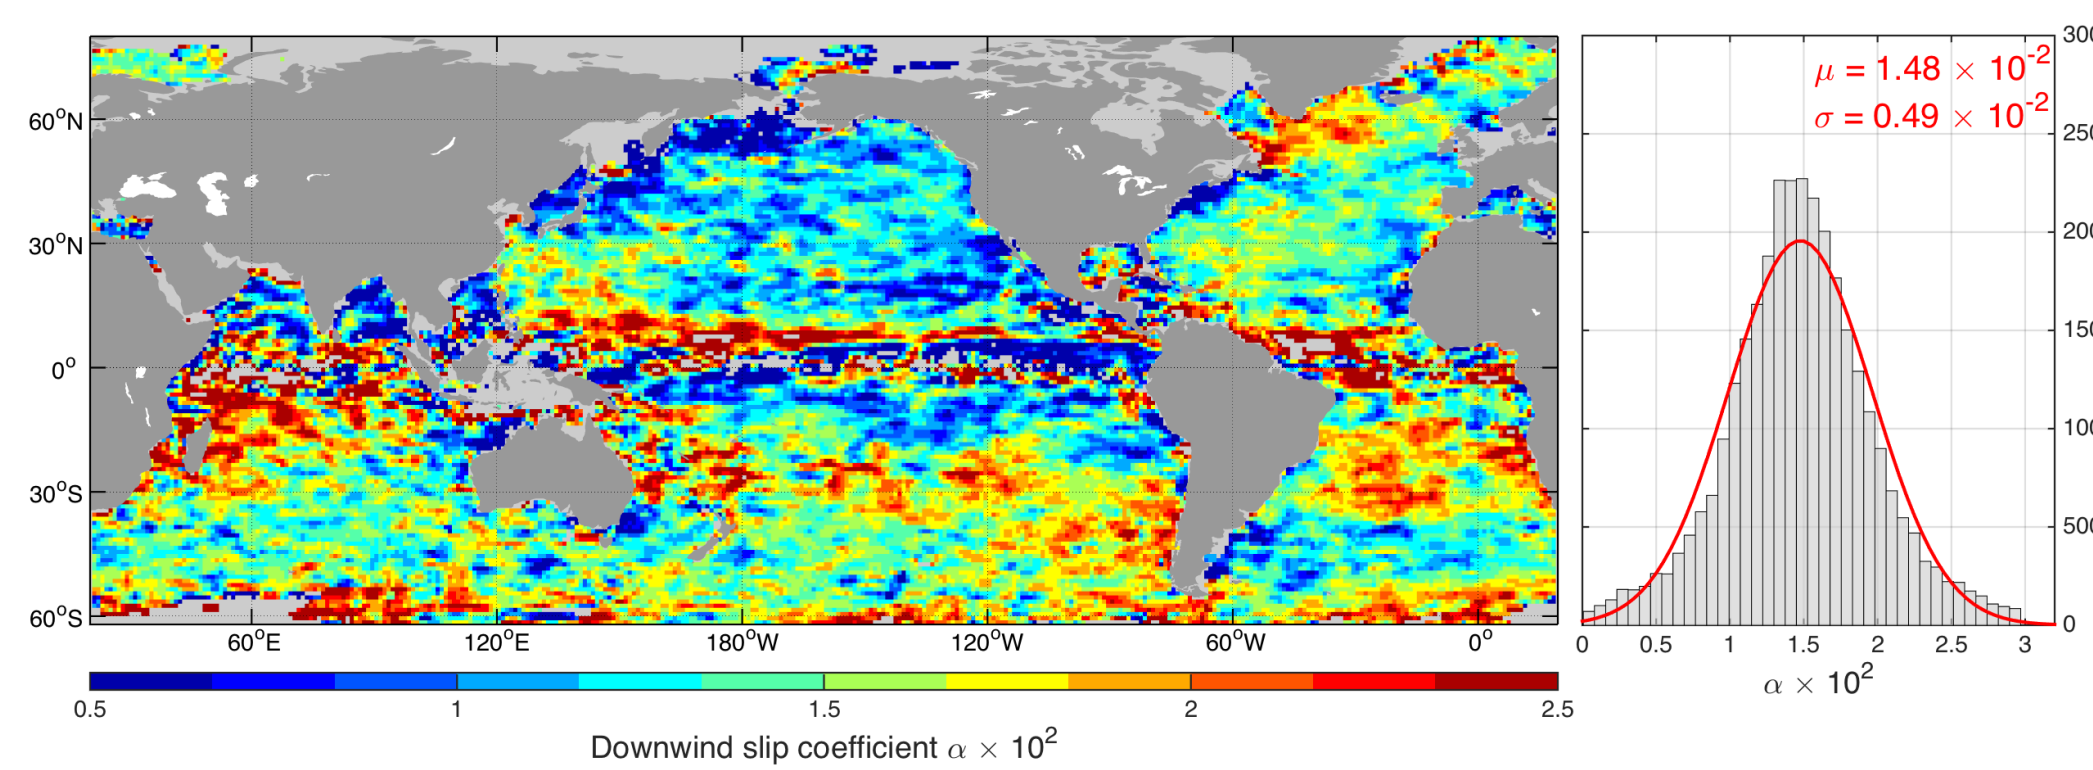 60°N
30°N
0°
30°S
60°S
60°E 120°E 180°W 120°W 60°W 0°
0.5 1 1.5 2 2.5
Downwind slip coefficient α × 10²
μ = 1.48 × 10⁻²
σ = 0.49 × 10⁻²
0 0.5 1 1.5 2 2.5 3
α × 10²
0
500